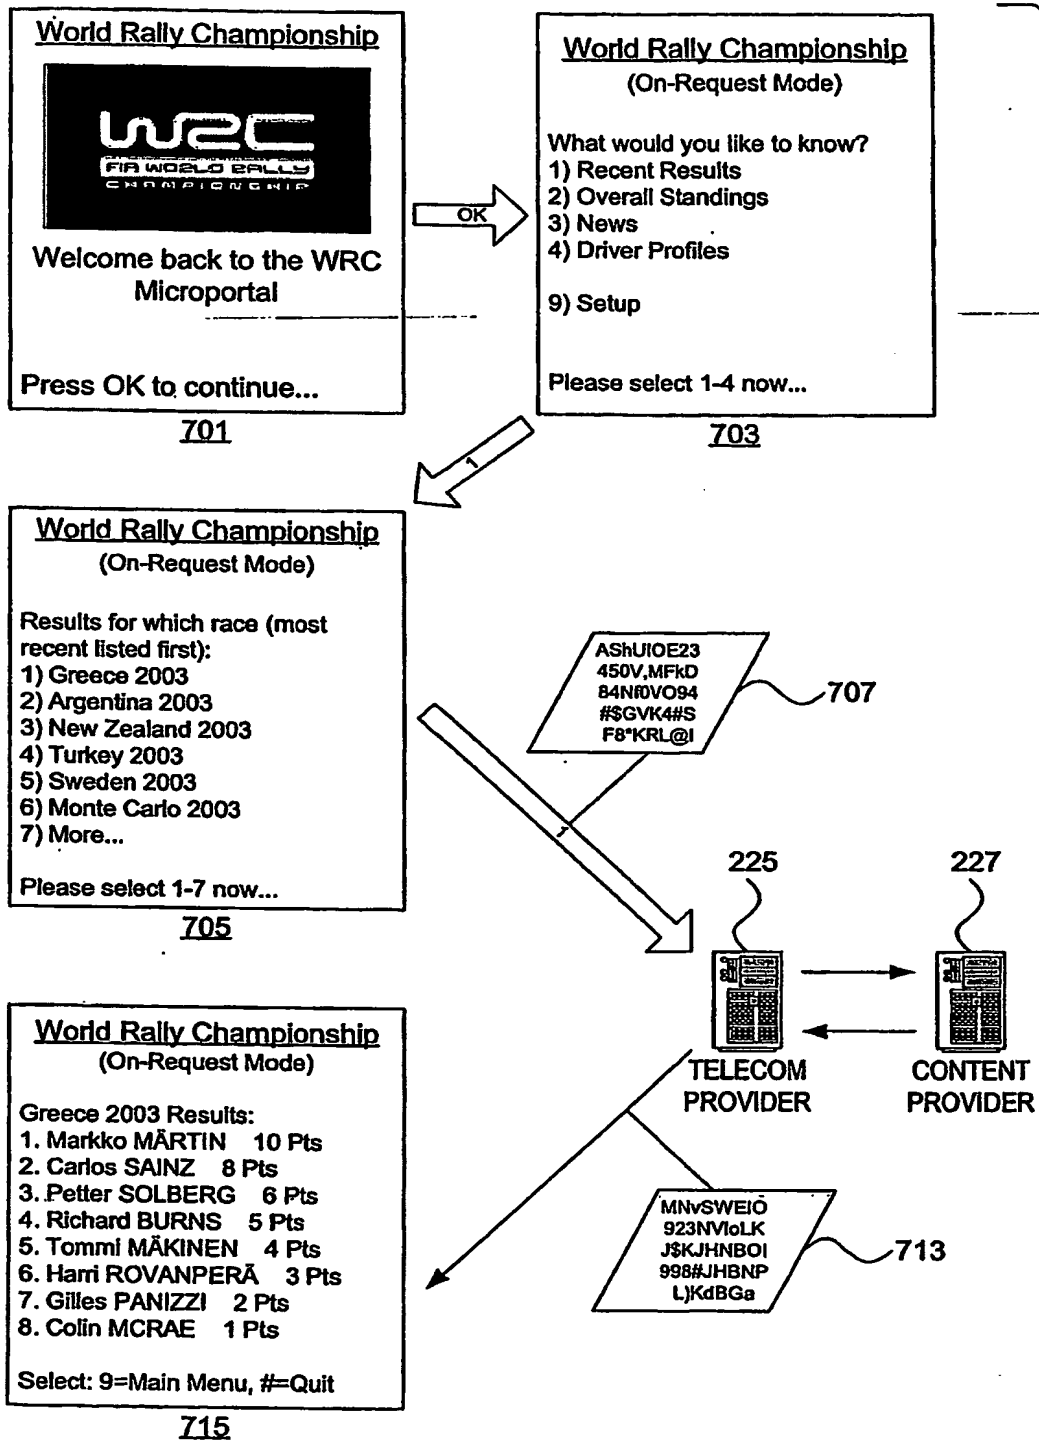 World Rally Championship
WRC
FIA WORLD RALLY
CHAMPIONSHIP
Welcome back to the WRC
Microportal
Press OK to continue...
701
OK
World Rally Championship
(On-Request Mode)
What would you like to know?
1) Recent Results
2) Overall Standings
3) News
4) Driver Profiles
9) Setup
Please select 1-4 now...
703
1
World Rally Championship
(On-Request Mode)
Results for which race (most
recent listed first):
1) Greece 2003
2) Argentina 2003
3) New Zealand 2003
4) Turkey 2003
5) Sweden 2003
6) Monte Carlo 2003
7) More...
Please select 1-7 now...
705
1
AShUIOE23
450V,MFkD
84Nf0VO94
#$GVK4#S
F8*KRL@I
707
225
227
TELECOM
PROVIDER
CONTENT
PROVIDER
MNvSWEIO
923NVIoLK
J$KJHNBOI
998#JHBNP
L)KdBGa
713
World Rally Championship
(On-Request Mode)
Greece 2003 Results:
1. Markko MÄRTIN 10 Pts
2. Carlos SAINZ 8 Pts
3. Petter SOLBERG 6 Pts
4. Richard BURNS 5 Pts
5. Tommi MÄKINEN 4 Pts
6. Harri ROVANPERÄ 3 Pts
7. Gilles PANIZZI 2 Pts
8. Colin MCRAE 1 Pts
Select: 9=Main Menu, #=Quit
715